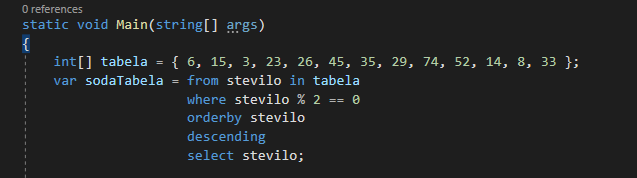 0 references
static void Main(string[] args)
{
int[] tabela = { 6, 15, 3, 23, 26, 45, 35, 29, 74, 52, 14, 8, 33 };
var sodaTabela = from stevilo in tabela
where stevilo % 2 == 0
orderby stevilo
descending
select stevilo;